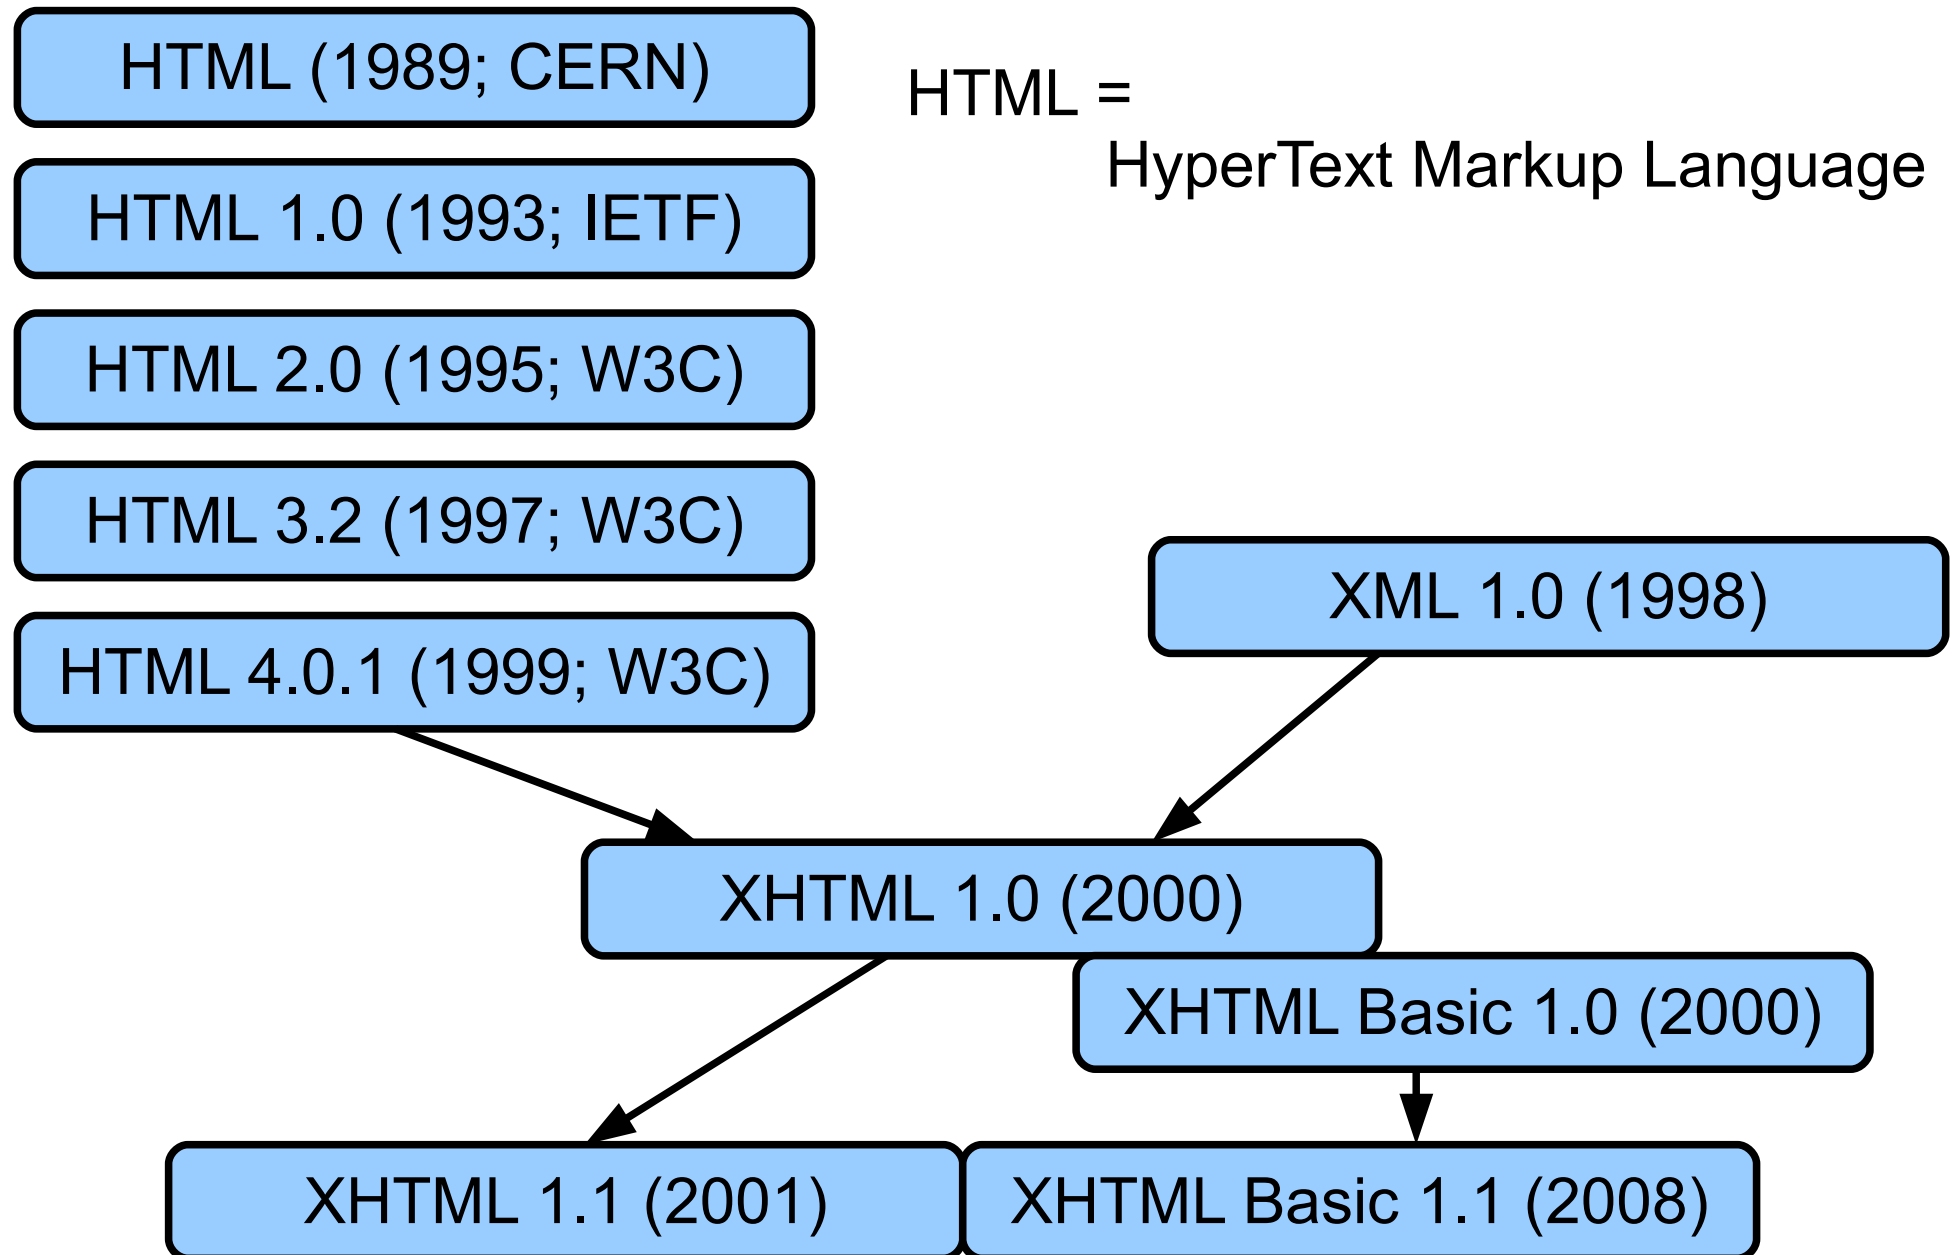 HTML (1989; CERN)
HTML =
HyperText Markup Language
HTML 1.0 (1993; IETF)
HTML 2.0 (1995; W3C)
HTML 3.2 (1997; W3C)
XML 1.0 (1998)
HTML 4.0.1 (1999; W3C)
XHTML 1.0 (2000)
XHTML Basic 1.0 (2000)
XHTML 1.1 (2001)
XHTML Basic 1.1 (2008)